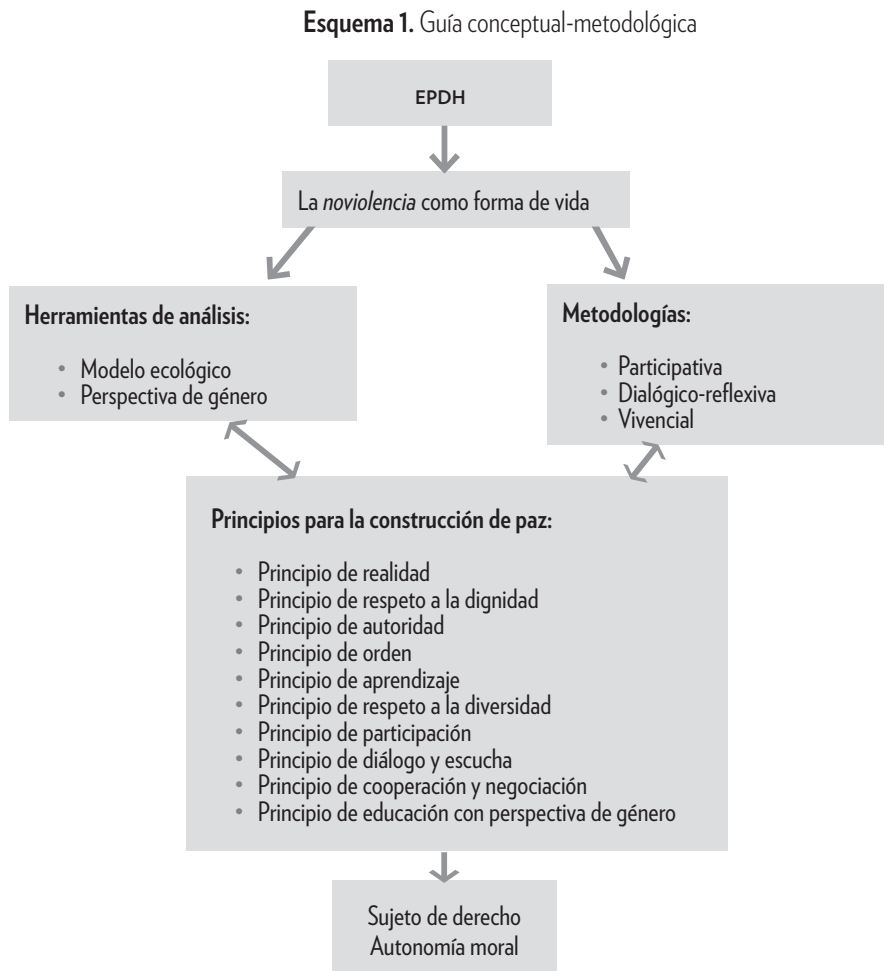 Esquema 1. Guía conceptual-metodológica
EPDH
La noviolencia como forma de vida
Herramientas de análisis:
• Modelo ecológico
• Perspectiva de género
Metodologías:
• Participativa
• Dialógico-reflexiva
• Vivencial
Principios para la construcción de paz:
• Principio de realidad
• Principio de respeto a la dignidad
• Principio de autoridad
• Principio de orden
• Principio de aprendizaje
• Principio de respeto a la diversidad
• Principio de participación
• Principio de diálogo y escucha
• Principio de cooperación y negociación
• Principio de educación con perspectiva de género
Sujeto de derecho
Autonomía moral